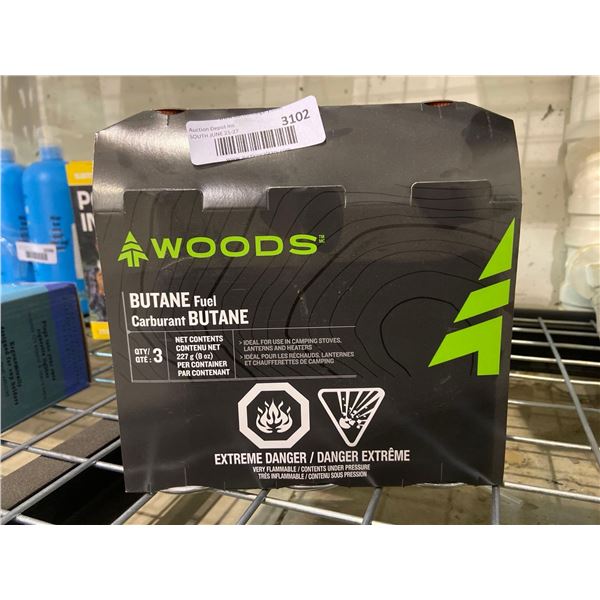 Auction Depot Inc
SOUTH JUNE 21-27
3102
WOODS TM MC
BUTANE Fuel
Carburant BUTANE
QTY/
QTÉ : 3
NET CONTENTS
CONTENU NET
227 g (8 oz)
PER CONTAINER
PAR CONTENANT
> IDEAL FOR USE IN CAMPING STOVES,
LANTERNS AND HEATERS
> IDÉAL POUR LES RÉCHAUDS, LANTERNES
ET CHAUFFERETTES DE CAMPING
EXTREME DANGER / DANGER EXTRÊME
VERY FLAMMABLE / CONTENTS UNDER PRESSURE
TRÈS INFLAMMABLE / CONTENU SOUS PRESSION